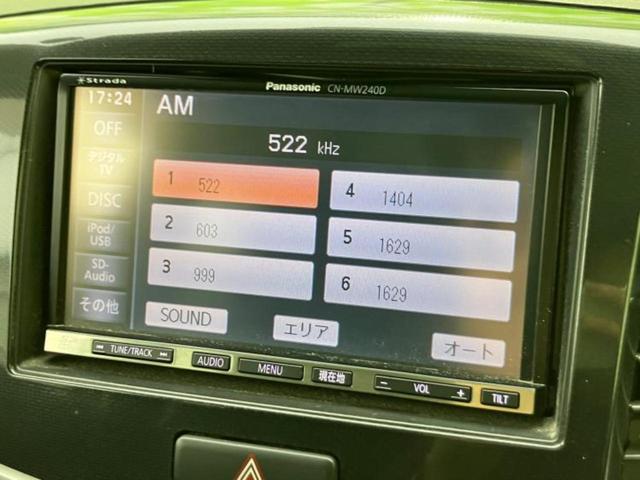 Strada
Panasonic CN-MW240D
17:24
AM
OFF
522 kHz
デジタル
TV
DISC
iPod/
USB
SD-
Audio
その他
1 522
2 603
3 999
4 1404
5 1629
6 1629
SOUND
エリア
オート
TUNE/TRACK
AUDIO
MENU
現在地
− VOL +
TILT